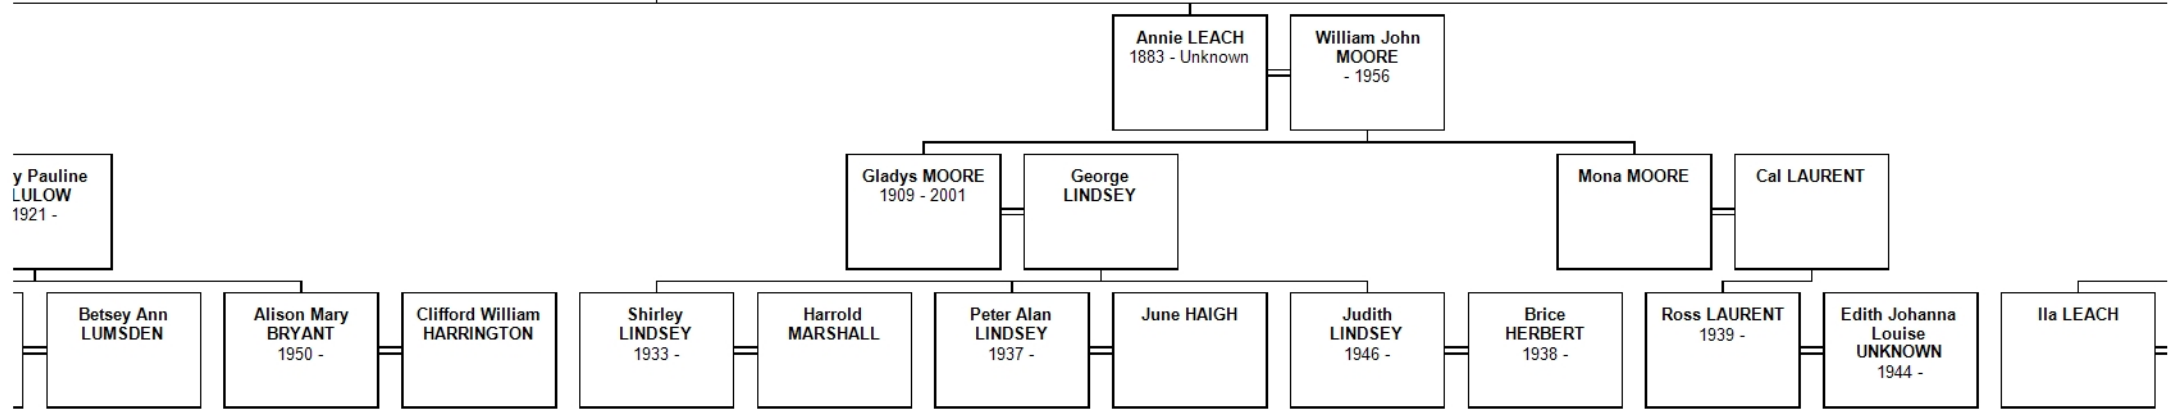 Annie LEACH
1883 - Unknown
William John
MOORE
- 1956
y Pauline
LULOW
1921 -
Gladys MOORE
1909 - 2001
George
LINDSEY
Mona MOORE
Cal LAURENT
Betsey Ann
LUMSDEN
Alison Mary
BRYANT
1950 -
Clifford William
HARRINGTON
Shirley
LINDSEY
1933 -
Harrold
MARSHALL
Peter Alan
LINDSEY
1937 -
June HAIGH
Judith
LINDSEY
1946 -
Brice
HERBERT
1938 -
Ross LAURENT
1939 -
Edith Johanna
Louise
UNKNOWN
1944 -
Ila LEACH